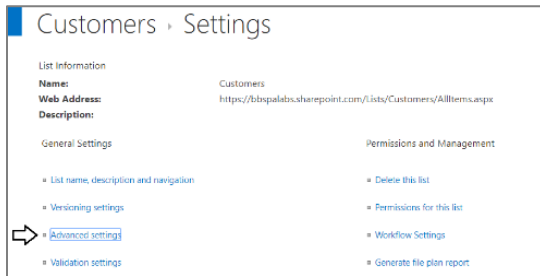 Customers › Settings
List Information
Name: Customers
Web Address: https://bbspalabs.sharepoint.com/Lists/Customers/AllItems.aspx
Description:
General Settings Permissions and Management
List name, description and navigation Delete this list
Versioning settings Permissions for this list
Advanced settings Workflow Settings
Validation settings Generate file plan report